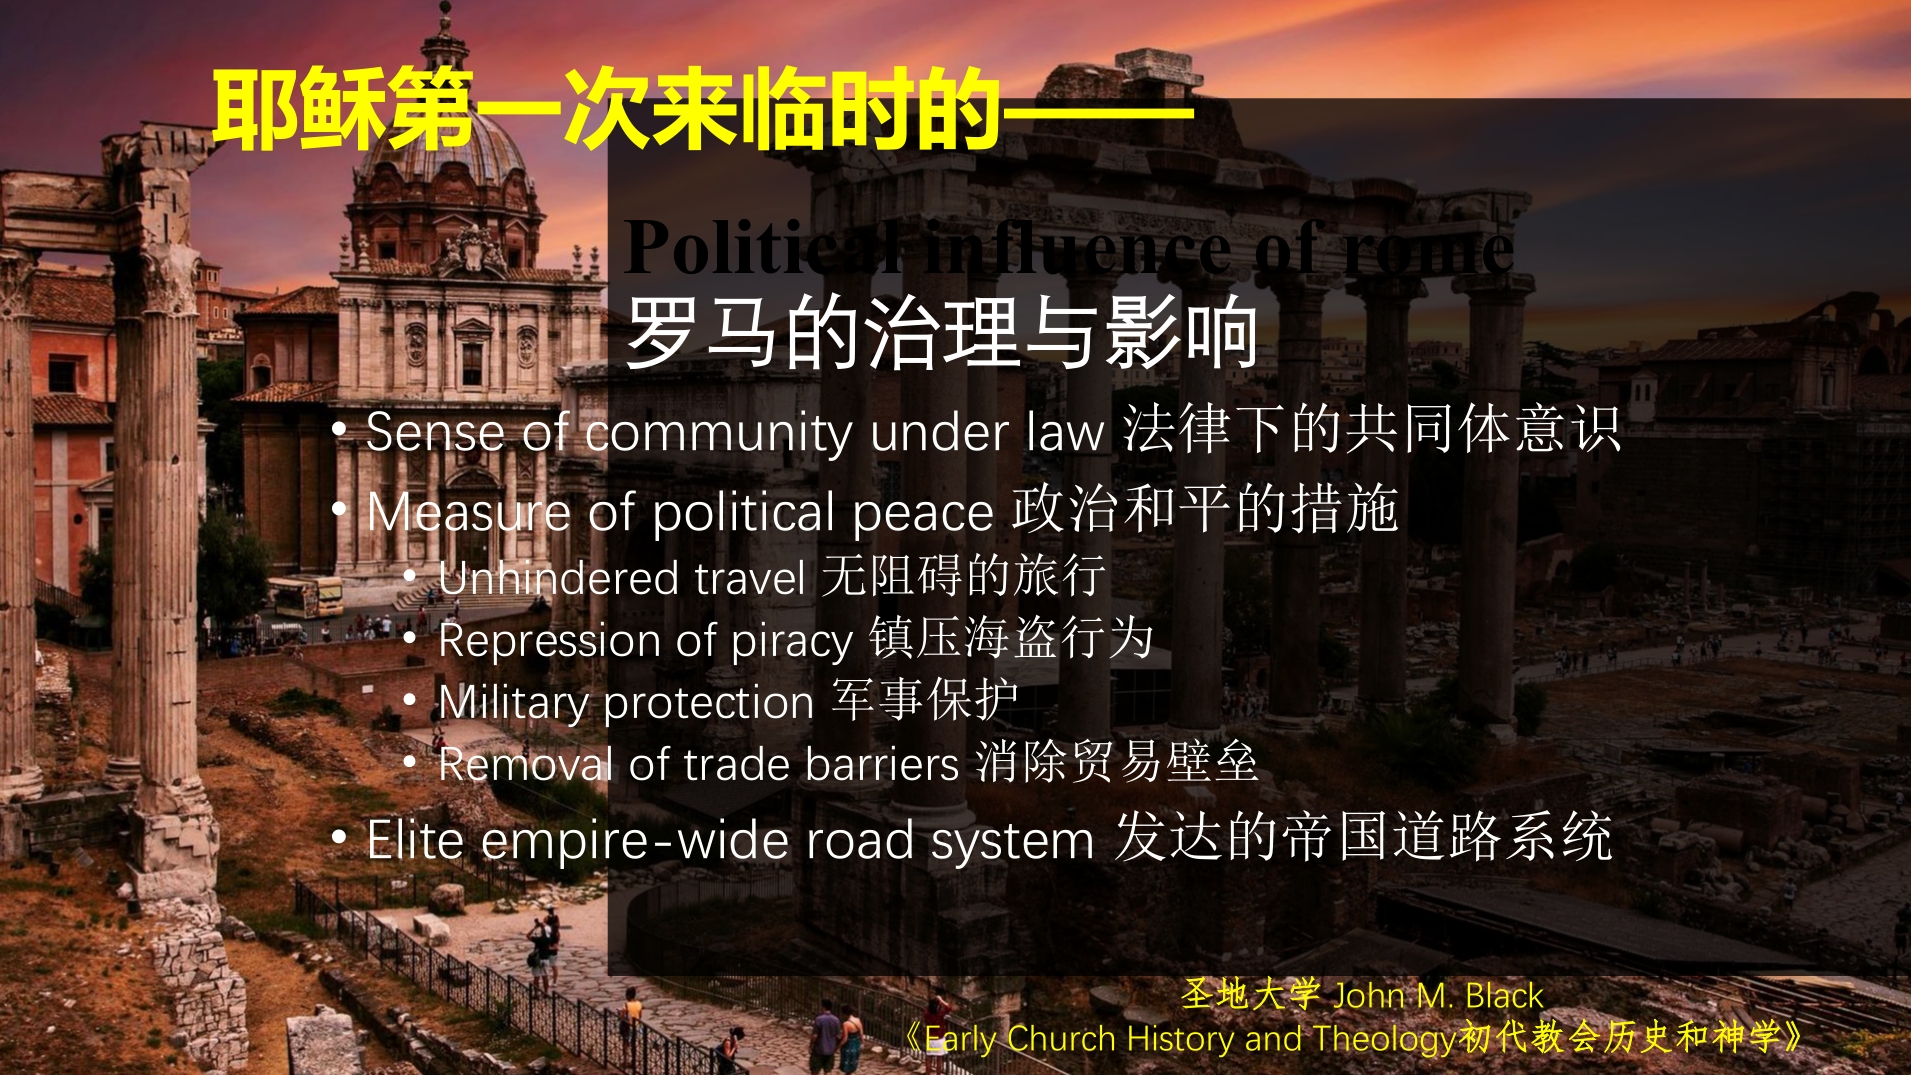 耶稣第一次来临时的——
Political influence of rome
罗马的治理与影响
• Sense of community under law 法律下的共同体意识
• Measure of political peace 政治和平的措施
• Unhindered travel 无阻碍的旅行
• Repression of piracy 镇压海盗行为
• Military protection 军事保护
• Removal of trade barriers 消除贸易壁垒
• Elite empire-wide road system 发达的帝国道路系统
圣地大学 John M. Black
《Early Church History and Theology初代教会历史和神学》